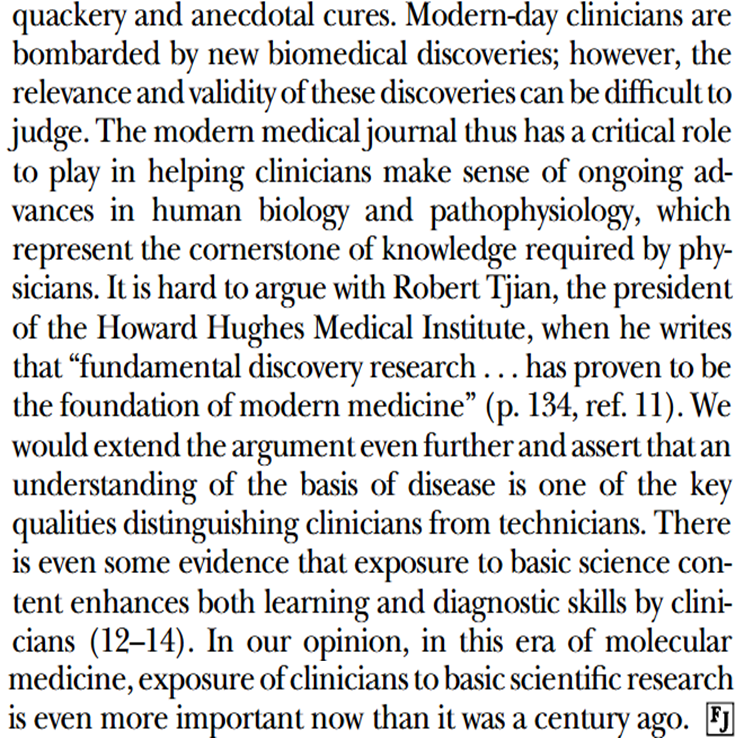 quackery and anecdotal cures. Modern-day clinicians are
bombarded by new biomedical discoveries; however, the
relevance and validity of these discoveries can be difficult to
judge. The modern medical journal thus has a critical role
to play in helping clinicians make sense of ongoing ad-
vances in human biology and pathophysiology, which
represent the cornerstone of knowledge required by phy-
sicians. It is hard to argue with Robert Tjian, the president
of the Howard Hughes Medical Institute, when he writes
that “fundamental discovery research . . . has proven to be
the foundation of modern medicine” (p. 134, ref. 11). We
would extend the argument even further and assert that an
understanding of the basis of disease is one of the key
qualities distinguishing clinicians from technicians. There
is even some evidence that exposure to basic science con-
tent enhances both learning and diagnostic skills by clini-
cians (12–14). In our opinion, in this era of molecular
medicine, exposure of clinicians to basic scientific research
is even more important now than it was a century ago. FJ